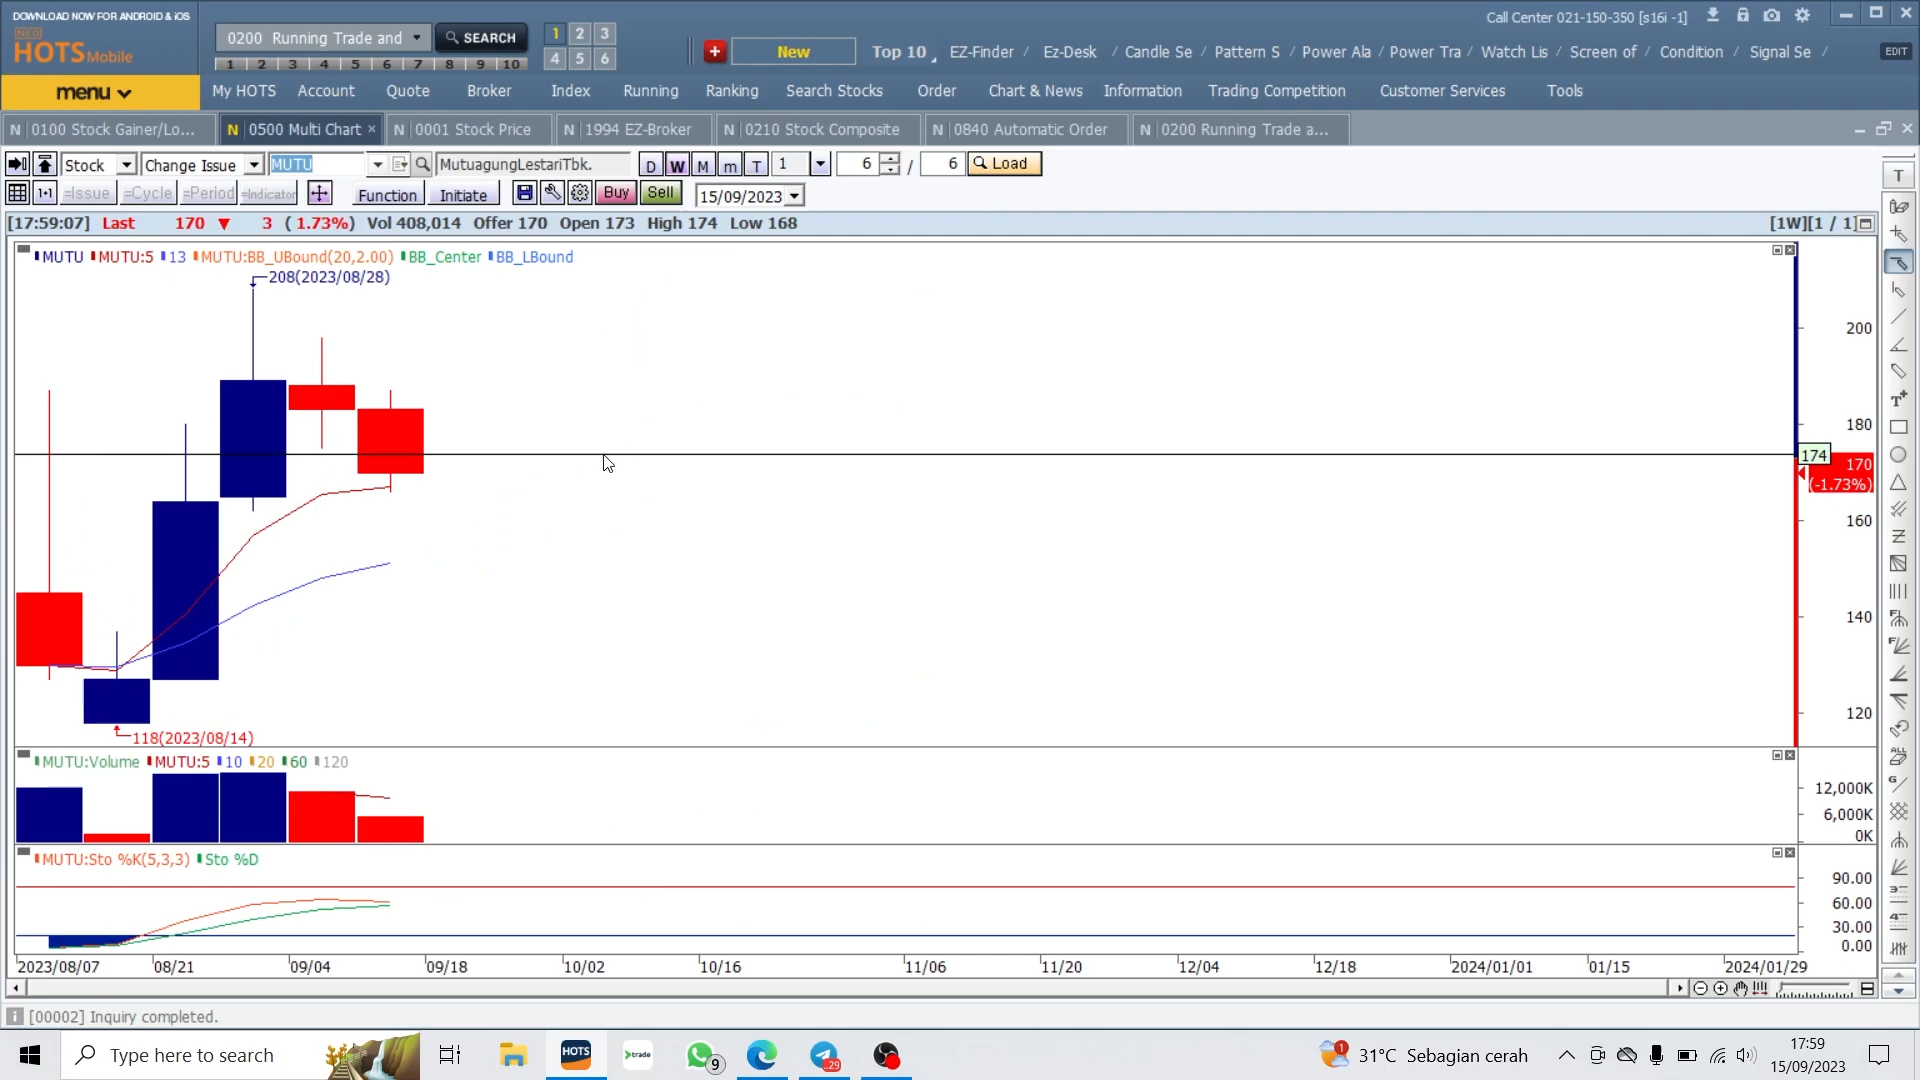 DOWNLOAD NOW FOR ANDROID & iOS
NEO
HOTS Mobile
0200 Running Trade and
SEARCH
1 2 3 4 5 6 7 8 9 10
1 2 3
4 5 6
New
Top 10
EZ-Finder / Ez-Desk / Candle Se / Pattern S / Power Ala / Power Tra / Watch Lis / Screen of / Condition / Signal Se /
EDIT
Call Center 021-150-350 [s16i -1]
menu
My HOTS Account Quote Broker Index Running Ranking Search Stocks Order Chart & News Information Trading Competition Customer Services Tools
N 0100 Stock Gainer/Lo... N 0500 Multi Chart × N 0001 Stock Price N 1994 EZ-Broker N 0210 Stock Composite N 0840 Automatic Order N 0200 Running Trade a...
Stock Change Issue MUTU MutuagungLestariTbk. D W M m T 1 6 / 6 Load
1·1 =Issue =Cycle =Period =Indicator Function Initiate Buy Sell 15/09/2023
T
[17:59:07] Last 170 ▼ 3 ( 1.73%) Vol 408,014 Offer 170 Open 173 High 174 Low 168 [1W][1 / 1]
MUTU MUTU:5 13 MUTU:BB_UBound(20,2.00) BB_Center BB_LBound
208(2023/08/28)
200
180
174
170
(-1.73%)
160
140
120
118(2023/08/14)
MUTU:Volume MUTU:5 10 20 60 120
12,000K
6,000K
0K
MUTU:Sto %K(5,3,3) Sto %D
90.00
60.00
30.00
0.00
2023/08/07 08/21 09/04 09/18 10/02 10/16 11/06 11/20 12/04 12/18 2024/01/01 01/15 2024/01/29
[00002] Inquiry completed.
Type here to search
HOTS
trade
9
29
1
31°C Sebagian cerah
17:59
15/09/2023